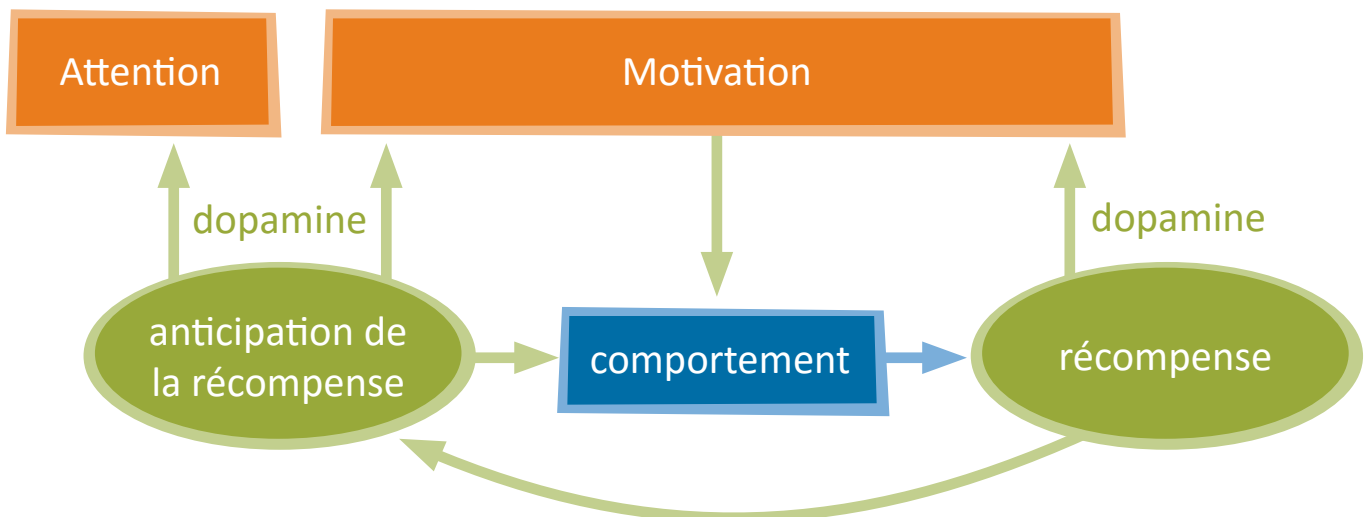 Attention
Motivation
dopamine
dopamine
anticipation de
la récompense
comportement
récompense